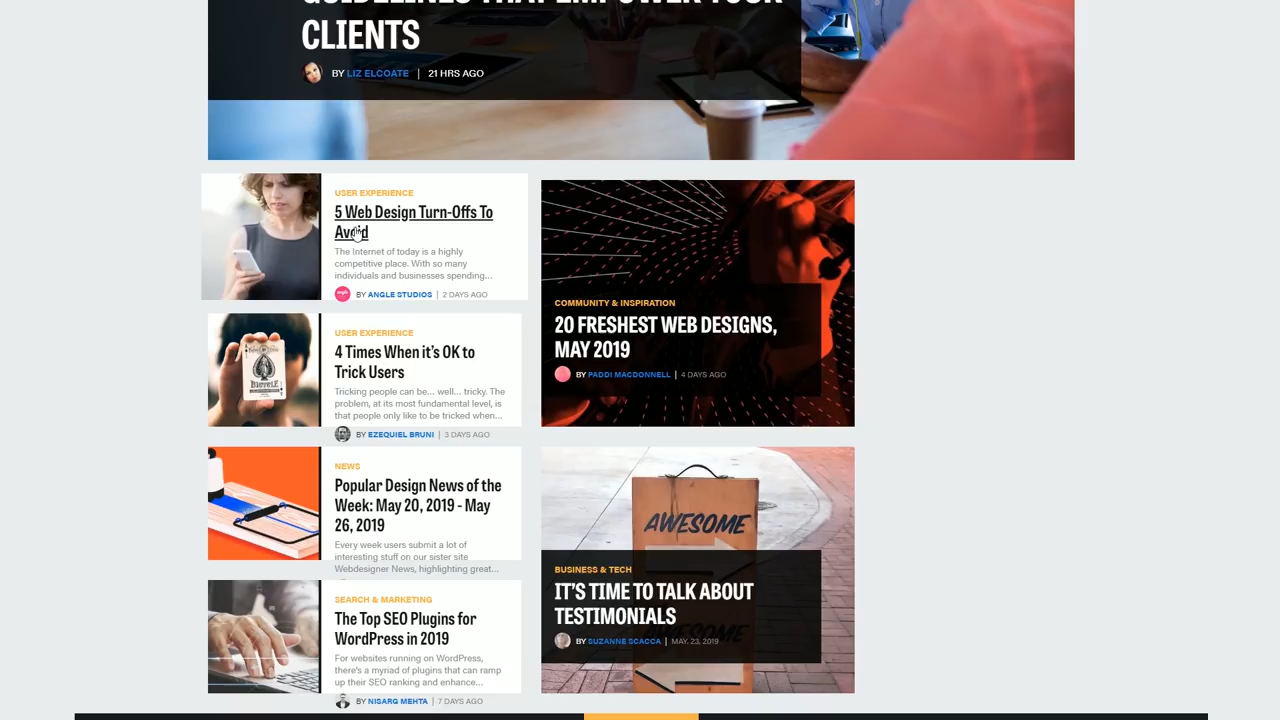 GUIDELINES THAT EMPOWER YOUR
CLIENTS
BY LIZ ELCOATE | 21 HRS AGO
USER EXPERIENCE
5 Web Design Turn-Offs To
Avoid
The Internet of today is a highly
competitive place. With so many
individuals and businesses spending...
BY ANGLE STUDIOS | 2 DAYS AGO
USER EXPERIENCE
4 Times When it's OK to
Trick Users
Tricking people can be... well... tricky. The
problem, at its most fundamental level, is
that people only like to be tricked when...
BY EZEQUIEL BRUNI | 3 DAYS AGO
BICYCLE
NEWS
Popular Design News of the
Week: May 20, 2019 - May
26, 2019
Every week users submit a lot of
interesting stuff on our sister site
Webdesigner News, highlighting great...
SEARCH & MARKETING
The Top SEO Plugins for
WordPress in 2019
For websites running on WordPress,
there's a myriad of plugins that can ramp
up their SEO ranking and enhance...
BY NISARG MEHTA | 7 DAYS AGO
COMMUNITY & INSPIRATION
20 FRESHEST WEB DESIGNS,
MAY 2019
BY PADDI MACDONNELL | 4 DAYS AGO
AWESOME
BUSINESS & TECH
IT'S TIME TO TALK ABOUT
TESTIMONIALS
AWESOME
BY SUZANNE SCACCA | MAY. 23, 2019